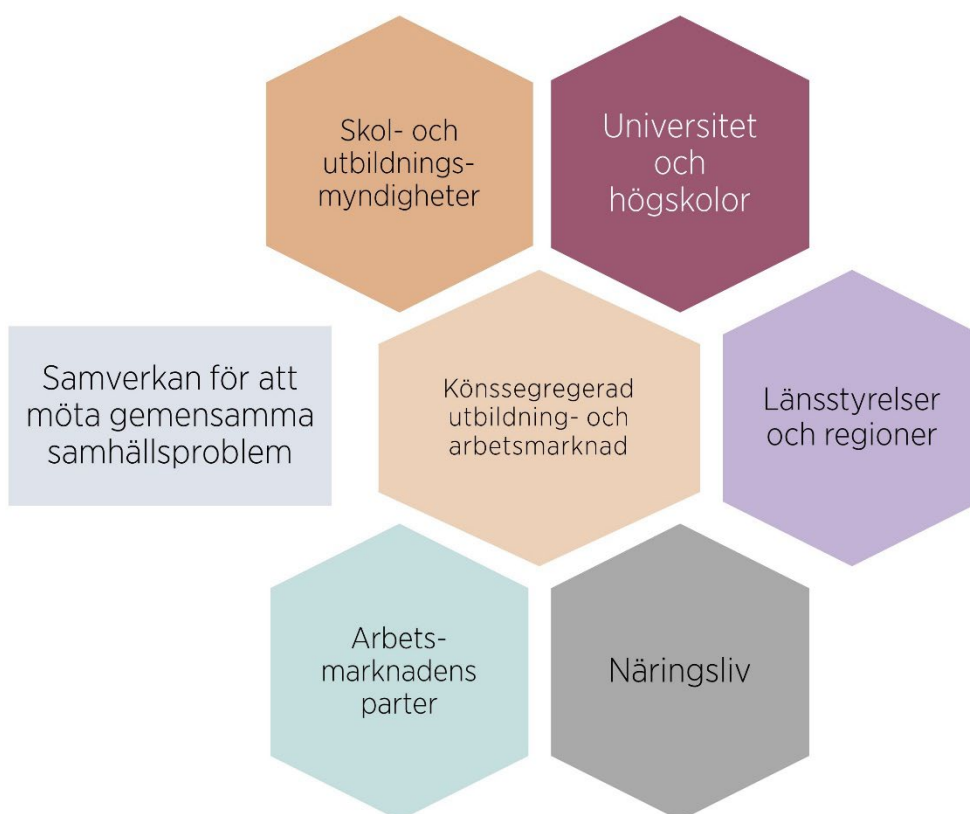 Skol- och
utbildnings-
myndigheter
Universitet
och
högskolor
Samverkan för att
möta gemensamma
samhällsproblem
Könssegregerad
utbildning- och
arbetsmarknad
Länsstyrelser
och regioner
Arbets-
marknadens
parter
Näringsliv